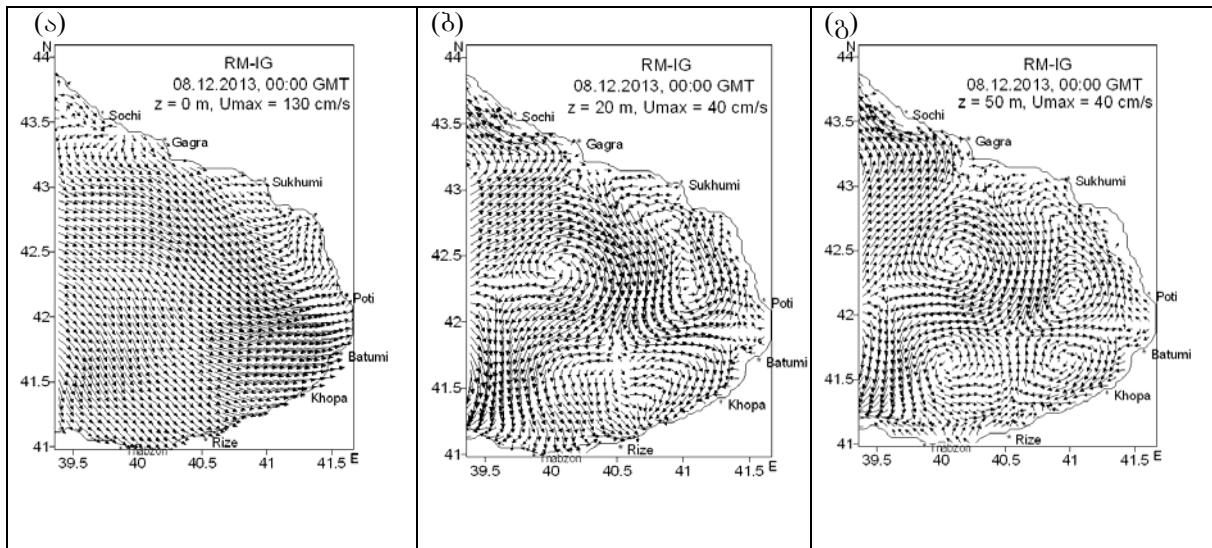 (ა)
N
44
RM-IG
08.12.2013, 00:00 GMT
z = 0 m, Umax = 130 cm/s
43.5
Sochi
Gagra
43
Sukhumi
42.5
Poti
42
Batumi
41.5
Khopa
Rize
41
Trabzon
39.5 40 40.5 41 41.5 E
(ბ)
N
44
RM-IG
08.12.2013, 00:00 GMT
z = 20 m, Umax = 40 cm/s
43.5
Sochi
Gagra
43
Sukhumi
42.5
Poti
42
Batumi
41.5
Khopa
Rize
41
Trabzon
39.5 40 40.5 41 41.5 E
(გ)
N
44
RM-IG
08.12.2013, 00:00 GMT
z = 50 m, Umax = 40 cm/s
43.5
Sochi
Gagra
43
Sukhumi
42.5
Poti
42
Batumi
41.5
Khopa
Rize
41
Trabzon
39.5 40 40.5 41 41.5 E